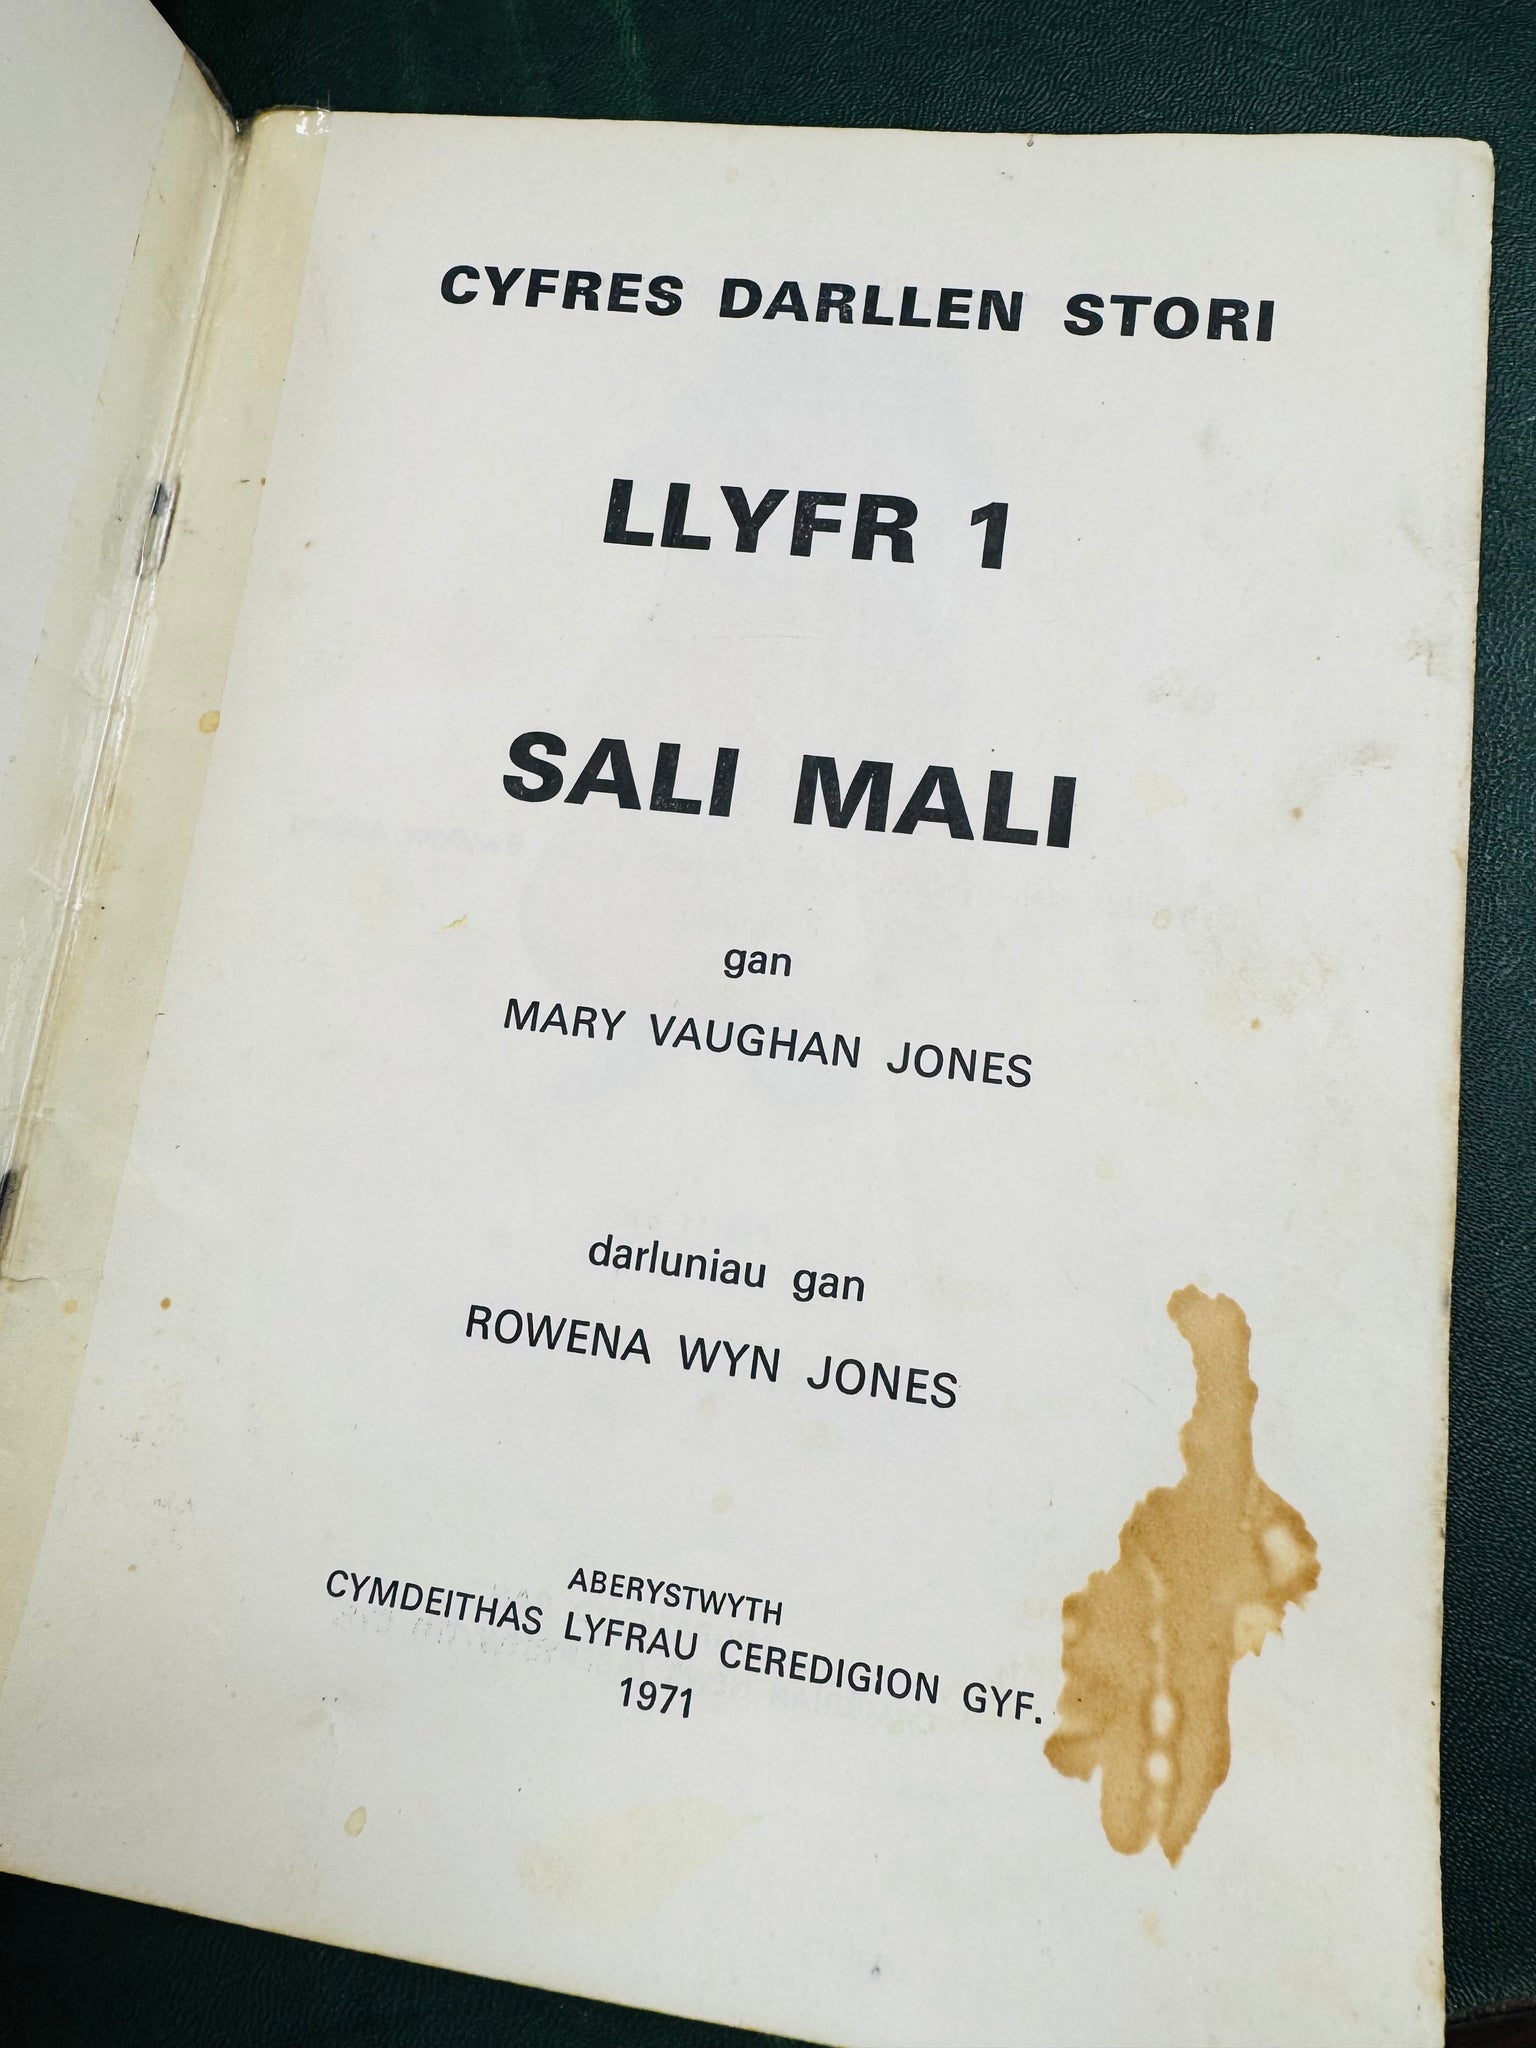 CYFRES DARLLEN STORI
LLYFR 1
SALI MALI
gan
MARY VAUGHAN JONES
darluniau gan
ROWENA WYN JONES
ABERYSTWYTH
CYMDEITHAS LYFRAU CEREDIGION GYF.
1971